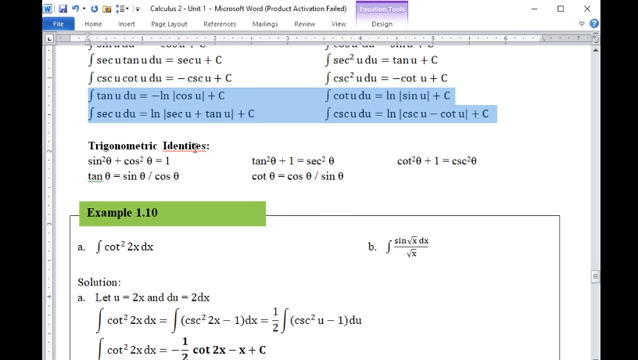 Calculus 2 - Unit 1 - Microsoft Word (Product Activation Failed)
Equation Tools
File Home Insert Page Layout References Mailings Review View Design
∫ sec u tan u du = sec u + C ∫ sec² u du = tan u + C
∫ csc u cot u du = − csc u + C ∫ csc² u du = −cot u + C
∫ tan u du = −ln |cos u| + C ∫ cot u du = ln |sin u| + C
∫ sec u du = ln |sec u + tan u| + C ∫ csc u du = ln |csc u − cot u| + C
Trigonometric Identites:
sin²θ + cos² θ = 1 tan²θ + 1 = sec² θ cot²θ + 1 = csc²θ
tan θ = sin θ / cos θ cot θ = cos θ / sin θ
Example 1.10
a. ∫ cot² 2x dx b. ∫ sin√x dx / √x
Solution:
a. Let u = 2x and du = 2dx
∫ cot² 2x dx = ∫(csc² 2x − 1)dx = 1/2 ∫(csc² u − 1)du
∫ cot² 2x dx = −1/2 cot 2x − x + C